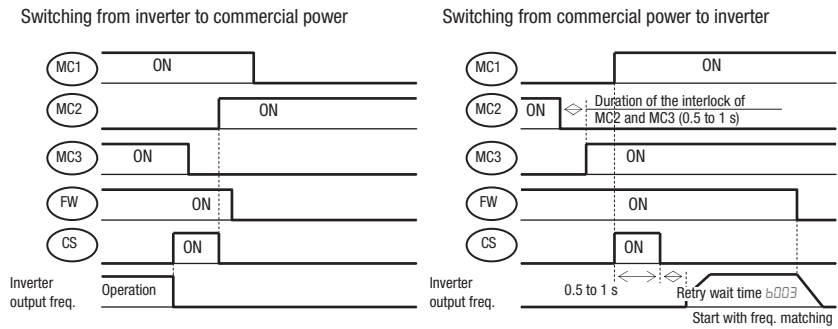 Switching from inverter to commercial power
MC1
ON
MC2
ON
MC3
ON
FW
ON
CS
ON
Inverter
output freq.
Operation
Switching from commercial power to inverter
MC1
ON
MC2
ON
Duration of the interlock of
MC2 and MC3 (0.5 to 1 s)
MC3
ON
FW
ON
CS
ON
Inverter
output freq.
0.5 to 1 s
Retry wait time b003
Start with freq. matching